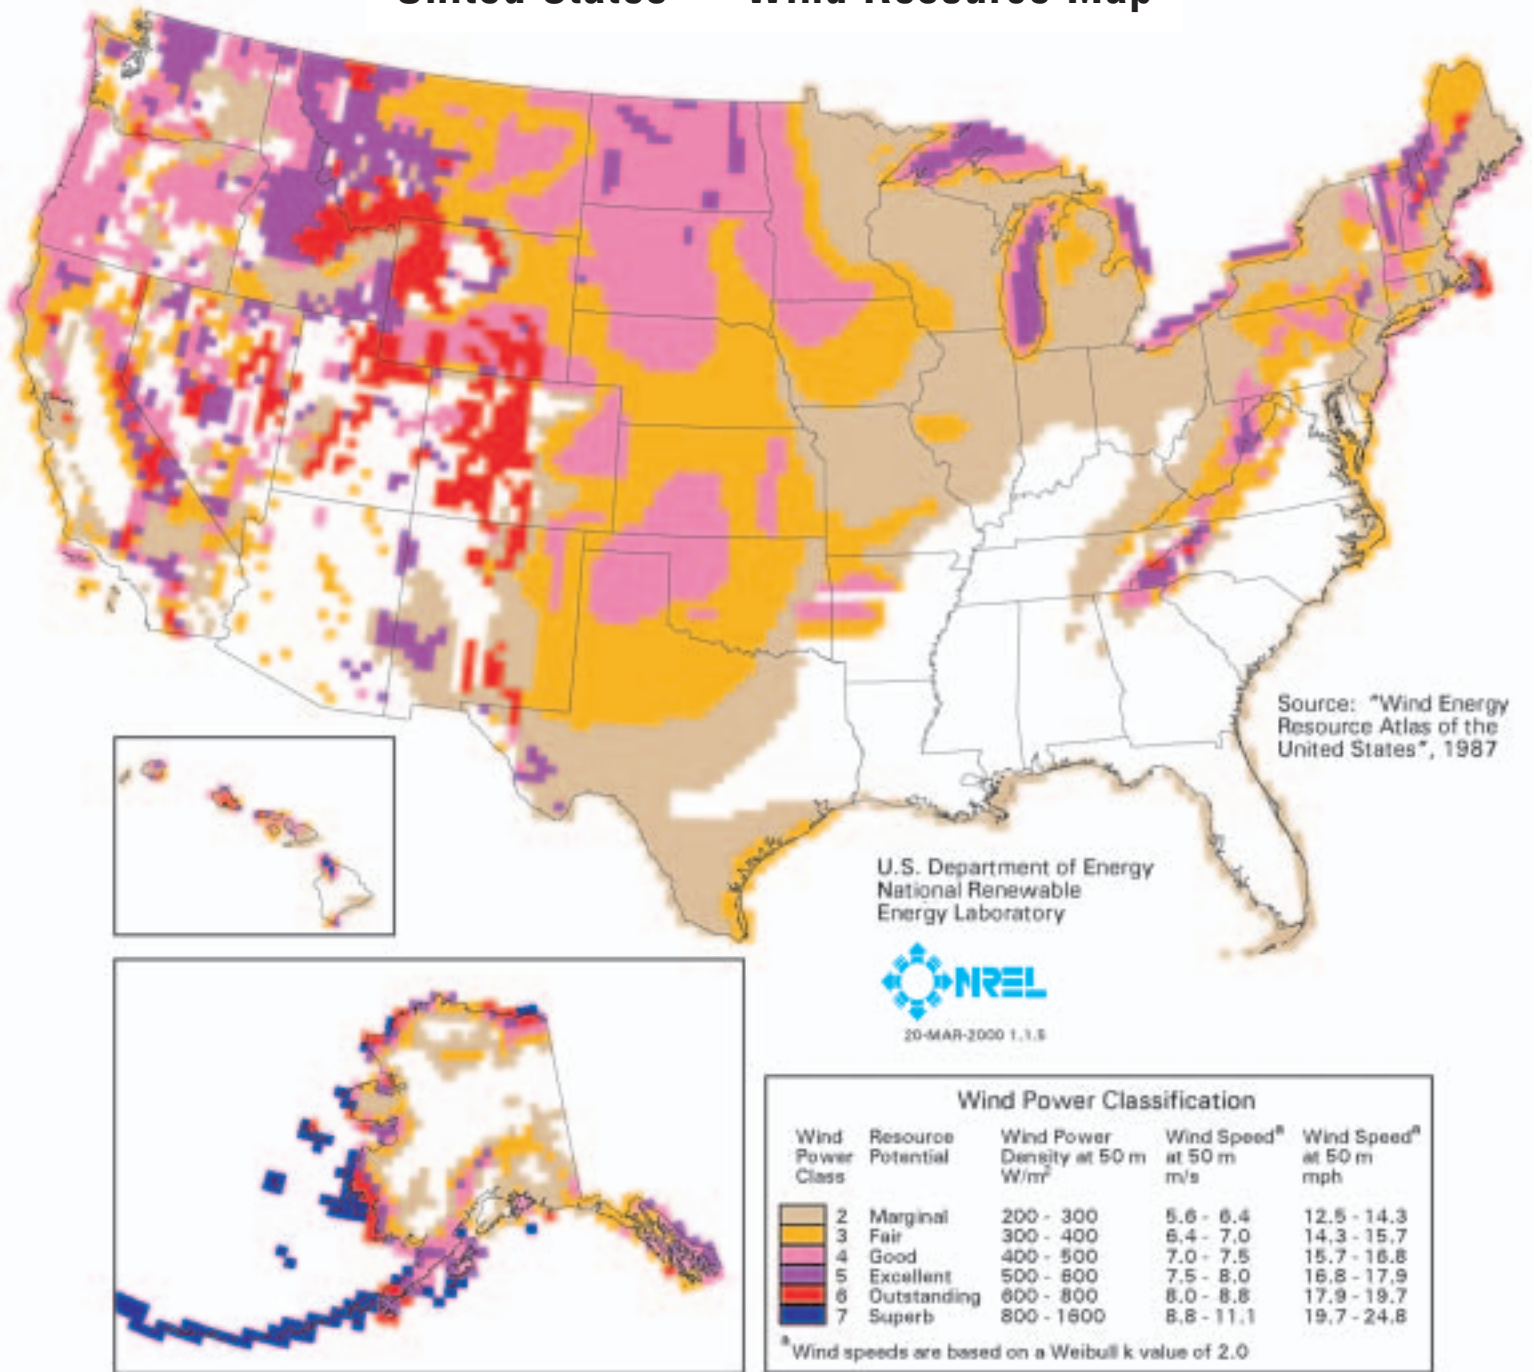 United States Wind Resource Map
Source: "Wind Energy
Resource Atlas of the
United States", 1987
U.S. Department of Energy
National Renewable
Energy Laboratory
NREL
20-MAR-2000 1.1.5
Wind Power Classification
Wind Power Class Resource Potential Wind Power Density at 50 m W/m² Wind Speedᵃ at 50 m m/s Wind Speedᵃ at 50 m mph
2 Marginal 200 - 300 5.6 - 6.4 12.5 - 14.3
3 Fair 300 - 400 6.4 - 7.0 14.3 - 15.7
4 Good 400 - 500 7.0 - 7.5 15.7 - 16.8
5 Excellent 500 - 600 7.5 - 8.0 16.8 - 17.9
6 Outstanding 600 - 800 8.0 - 8.8 17.9 - 19.7
7 Superb 800 - 1600 8.8 - 11.1 19.7 - 24.8
ᵃ Wind speeds are based on a Weibull k value of 2.0